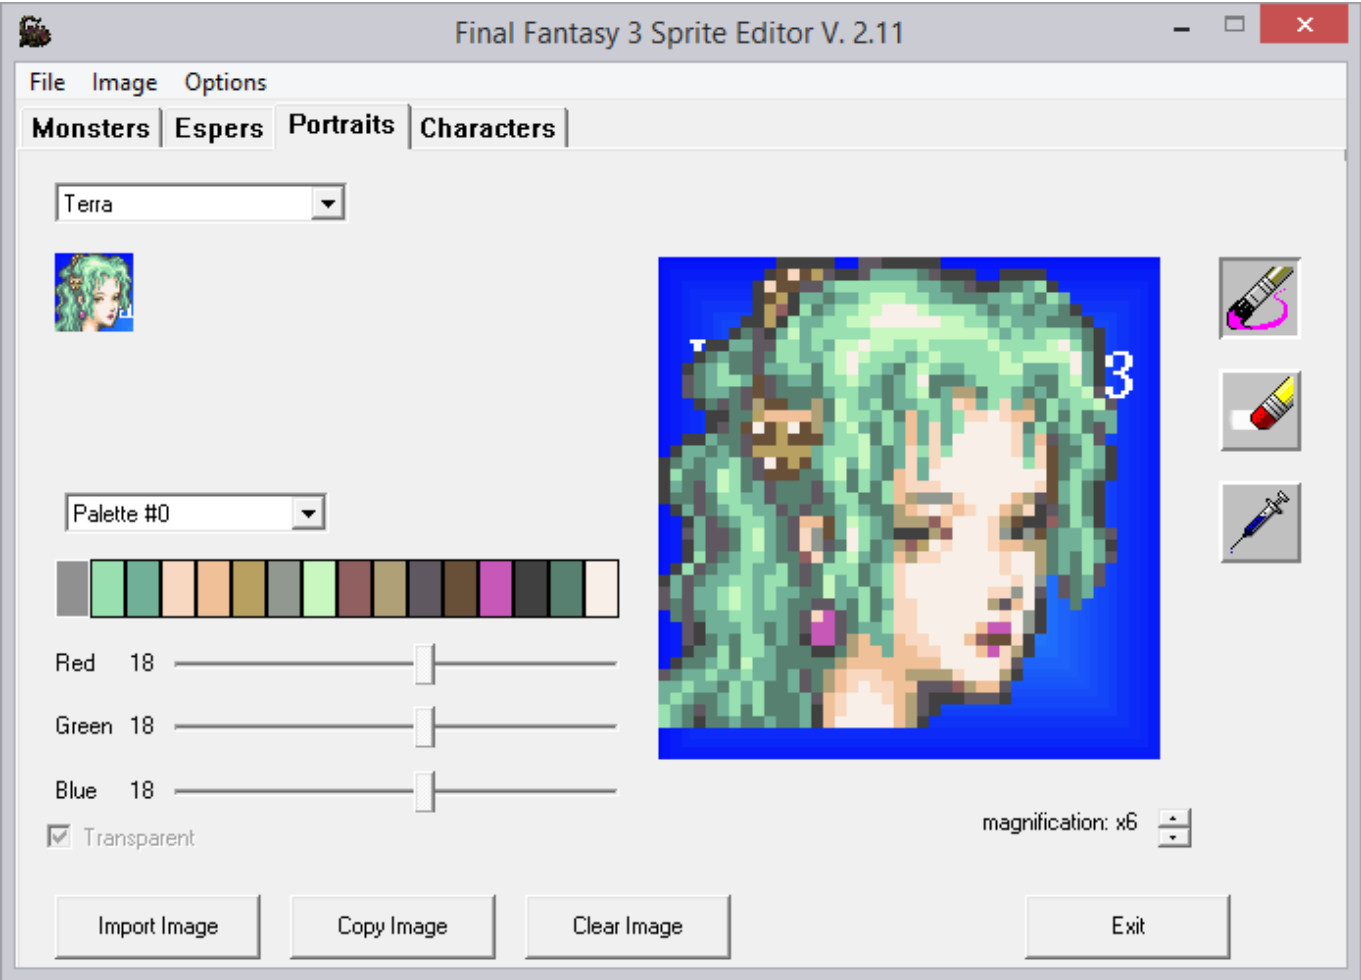 Final Fantasy 3 Sprite Editor V. 2.11
File Image Options
Monsters Espers Portraits Characters
Terra
3
Palette #0
Red 18
Green 18
Blue 18
Transparent
magnification: x6
Import Image Copy Image Clear Image Exit